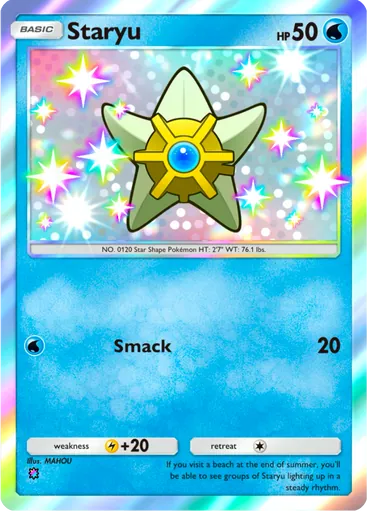 BASIC
Staryu
HP 50
NO. 0120 Star Shape Pokémon HT: 2'7" WT: 76.1 lbs.
Smack 20
weakness +20 retreat
Illus. MAHOU
If you visit a beach at the end of summer, you'll
be able to see groups of Staryu lighting up in a
steady rhythm.